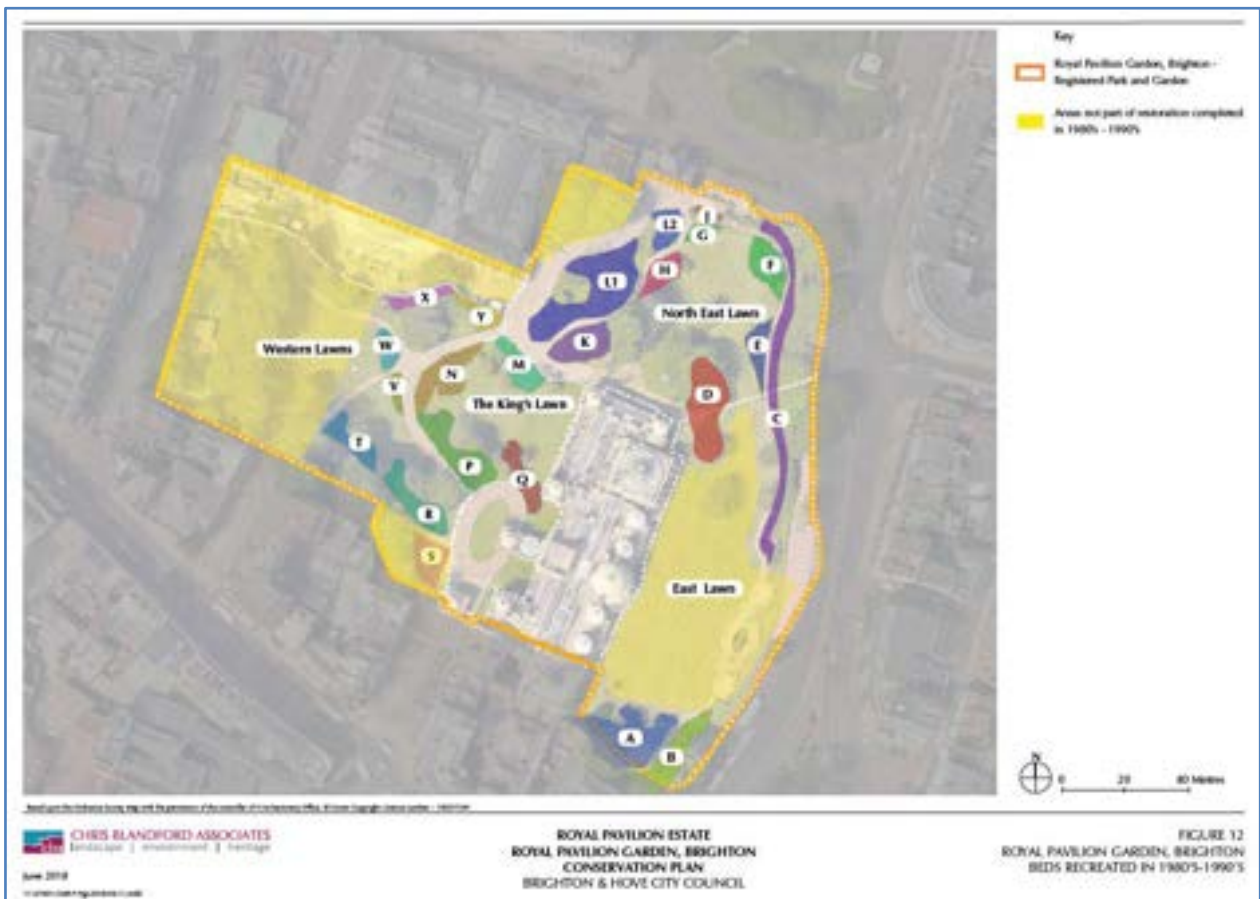 Key
Royal Pavilion Garden, Brighton -
Registered Park and Garden
Areas not part of restoration completed
in 1980's - 1990's
L2
J
G
F
L1
H
X
Y
North East Lawn
Western Lawns
W
K
E
M
N
V
D
The King's Lawn
C
T
P
Q
R
S
East Lawn
A
B
N
0 20 40 Metres
CHRIS BLANDFORD ASSOCIATES
landscape | environment | heritage
ROYAL PAVILION ESTATE
ROYAL PAVILION GARDEN, BRIGHTON
CONSERVATION PLAN
BRIGHTON & HOVE CITY COUNCIL
FIGURE 12
ROYAL PAVILION GARDEN, BRIGHTON
BEDS RECREATED IN 1980'S-1990'S
June 2018